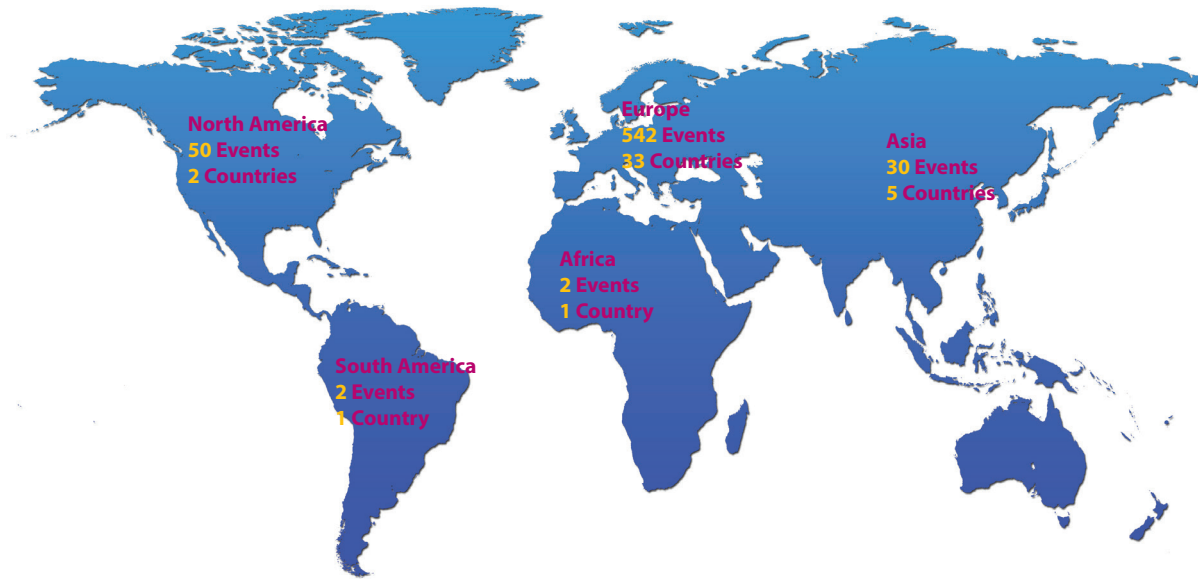 North America
50 Events
2 Countries
Europe
542 Events
33 Countries
Asia
30 Events
5 Countries
Africa
2 Events
1 Country
South America
2 Events
1 Country